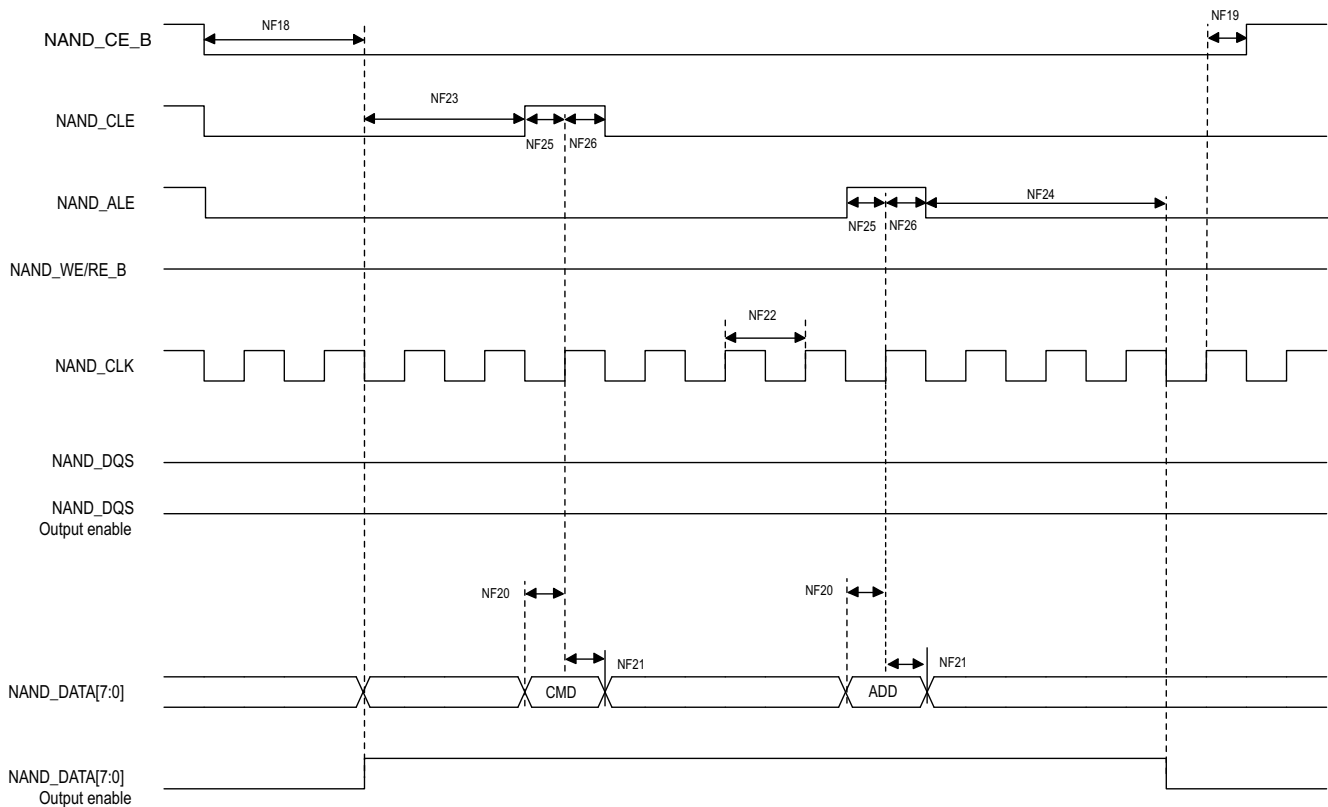 NF18
NF19
NAND_CE_B
NF23
NAND_CLE
NF25 NF26
NAND_ALE
NF24
NF25 NF26
NAND_WE/RE_B
NF22
NAND_CLK
NAND_DQS
NAND_DQS
Output enable
NF20
NF20
NF21
NF21
NAND_DATA[7:0]
CMD
ADD
NAND_DATA[7:0]
Output enable